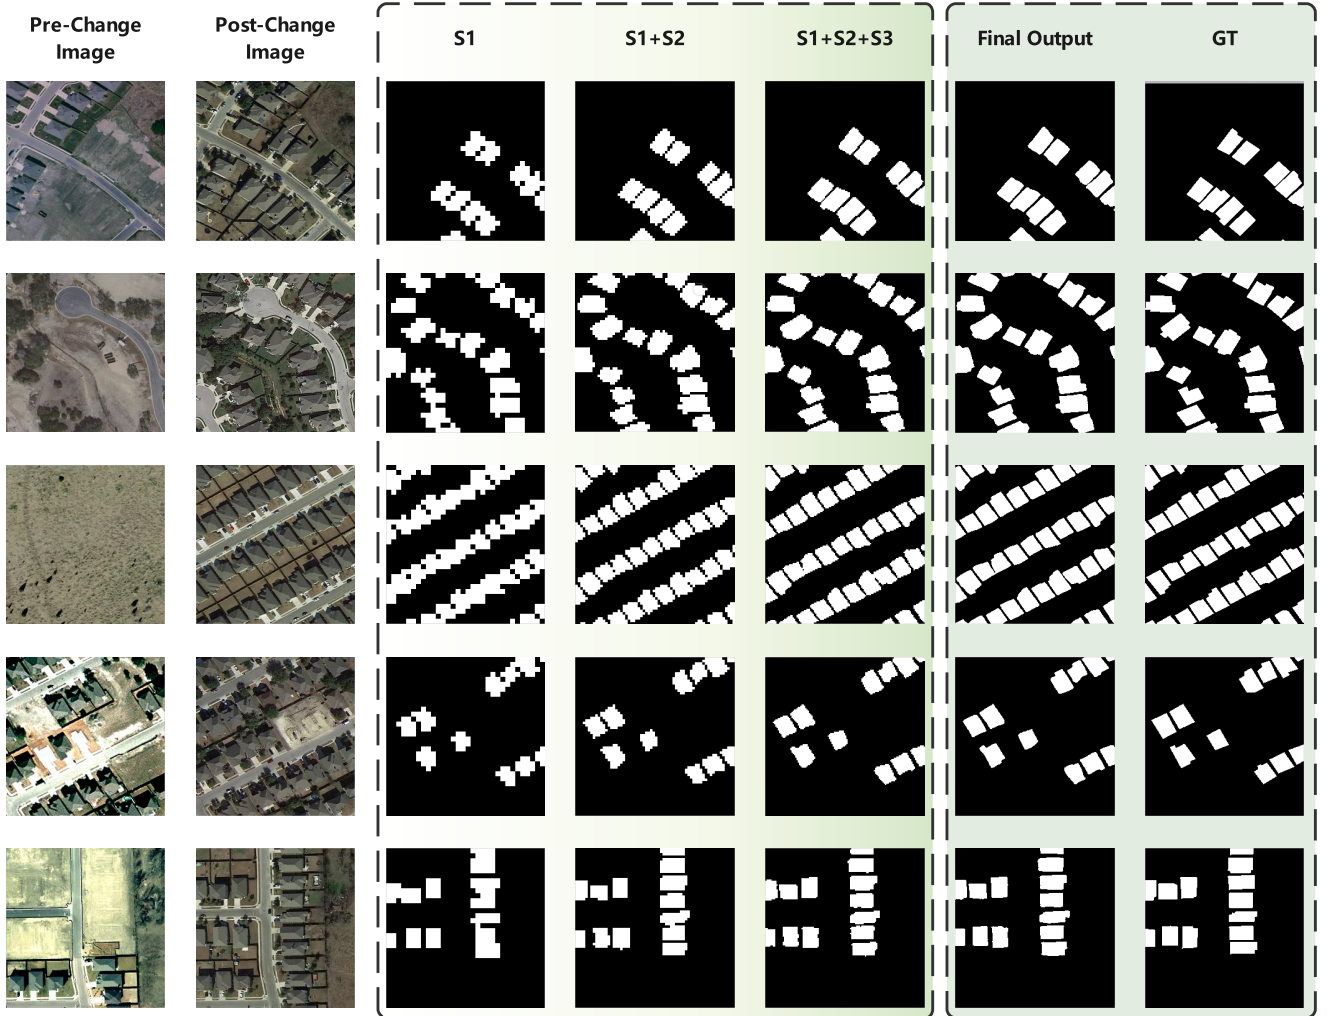 Pre-Change
Image
Post-Change
Image
S1
S1+S2
S1+S2+S3
Final Output
GT